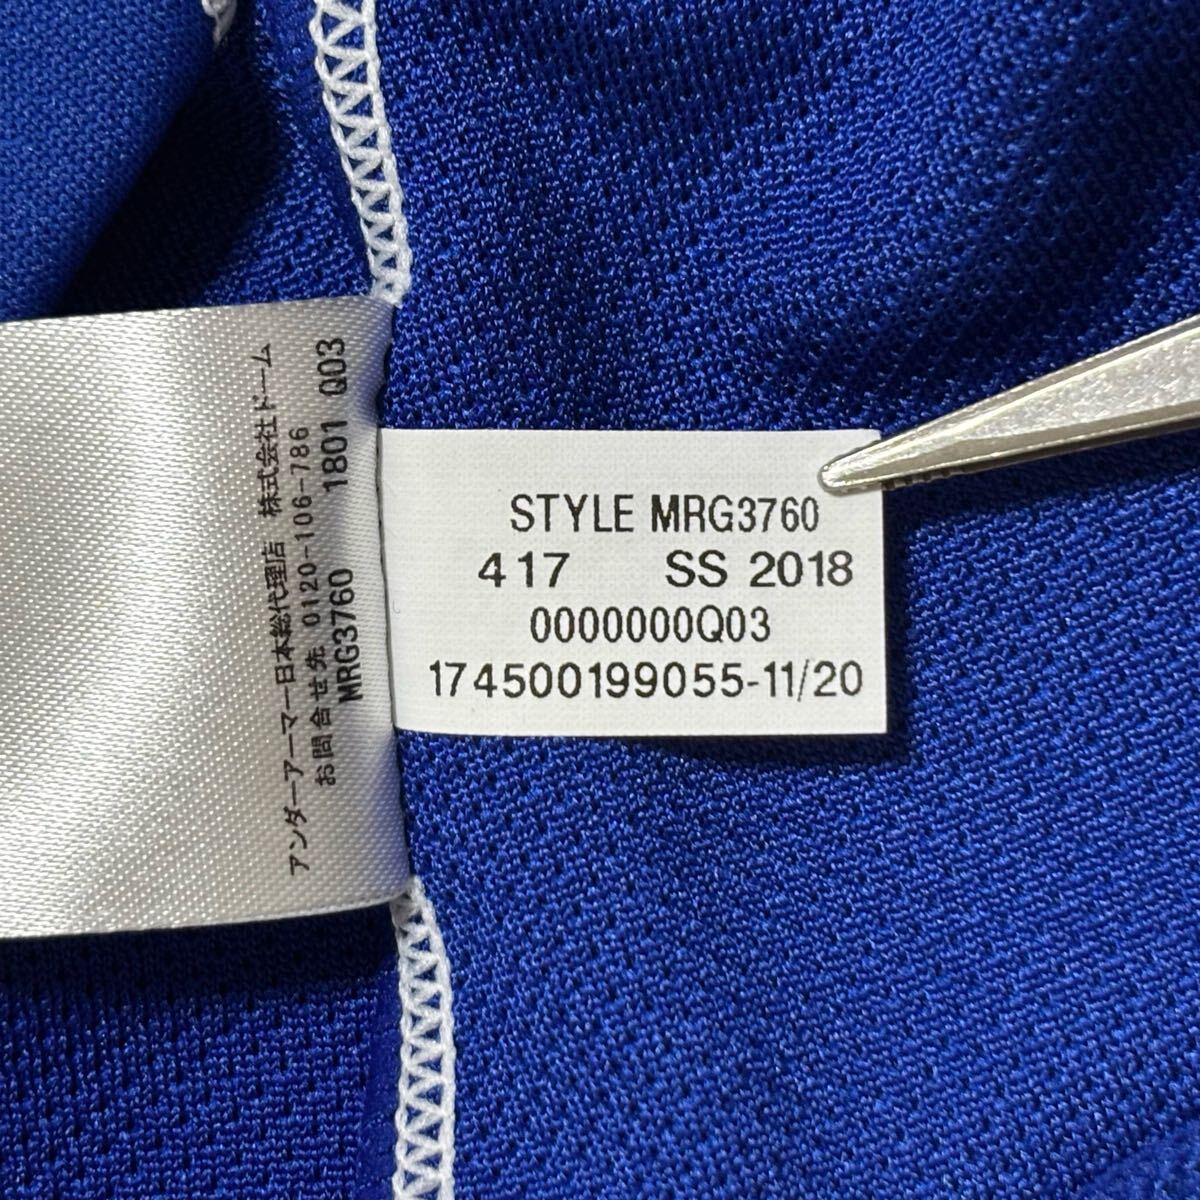 アンダーアーマー日本総代理店 株式会社ドーム
お問合せ先 0120-106-786
MRG3760 1801 Q03
STYLE MRG3760
417 SS 2018
0000000Q03
174500199055-11/20